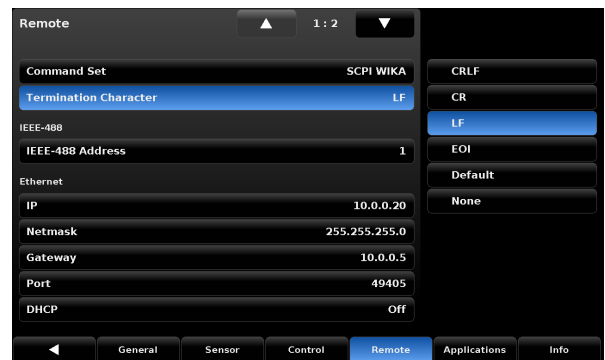 Remote
1 : 2
Command Set SCPI WIKA
Termination Character LF
IEEE-488
IEEE-488 Address 1
Ethernet
IP 10.0.0.20
Netmask 255.255.255.0
Gateway 10.0.0.5
Port 49405
DHCP Off
CRLF
CR
LF
EOI
Default
None
General Sensor Control Remote Applications Info